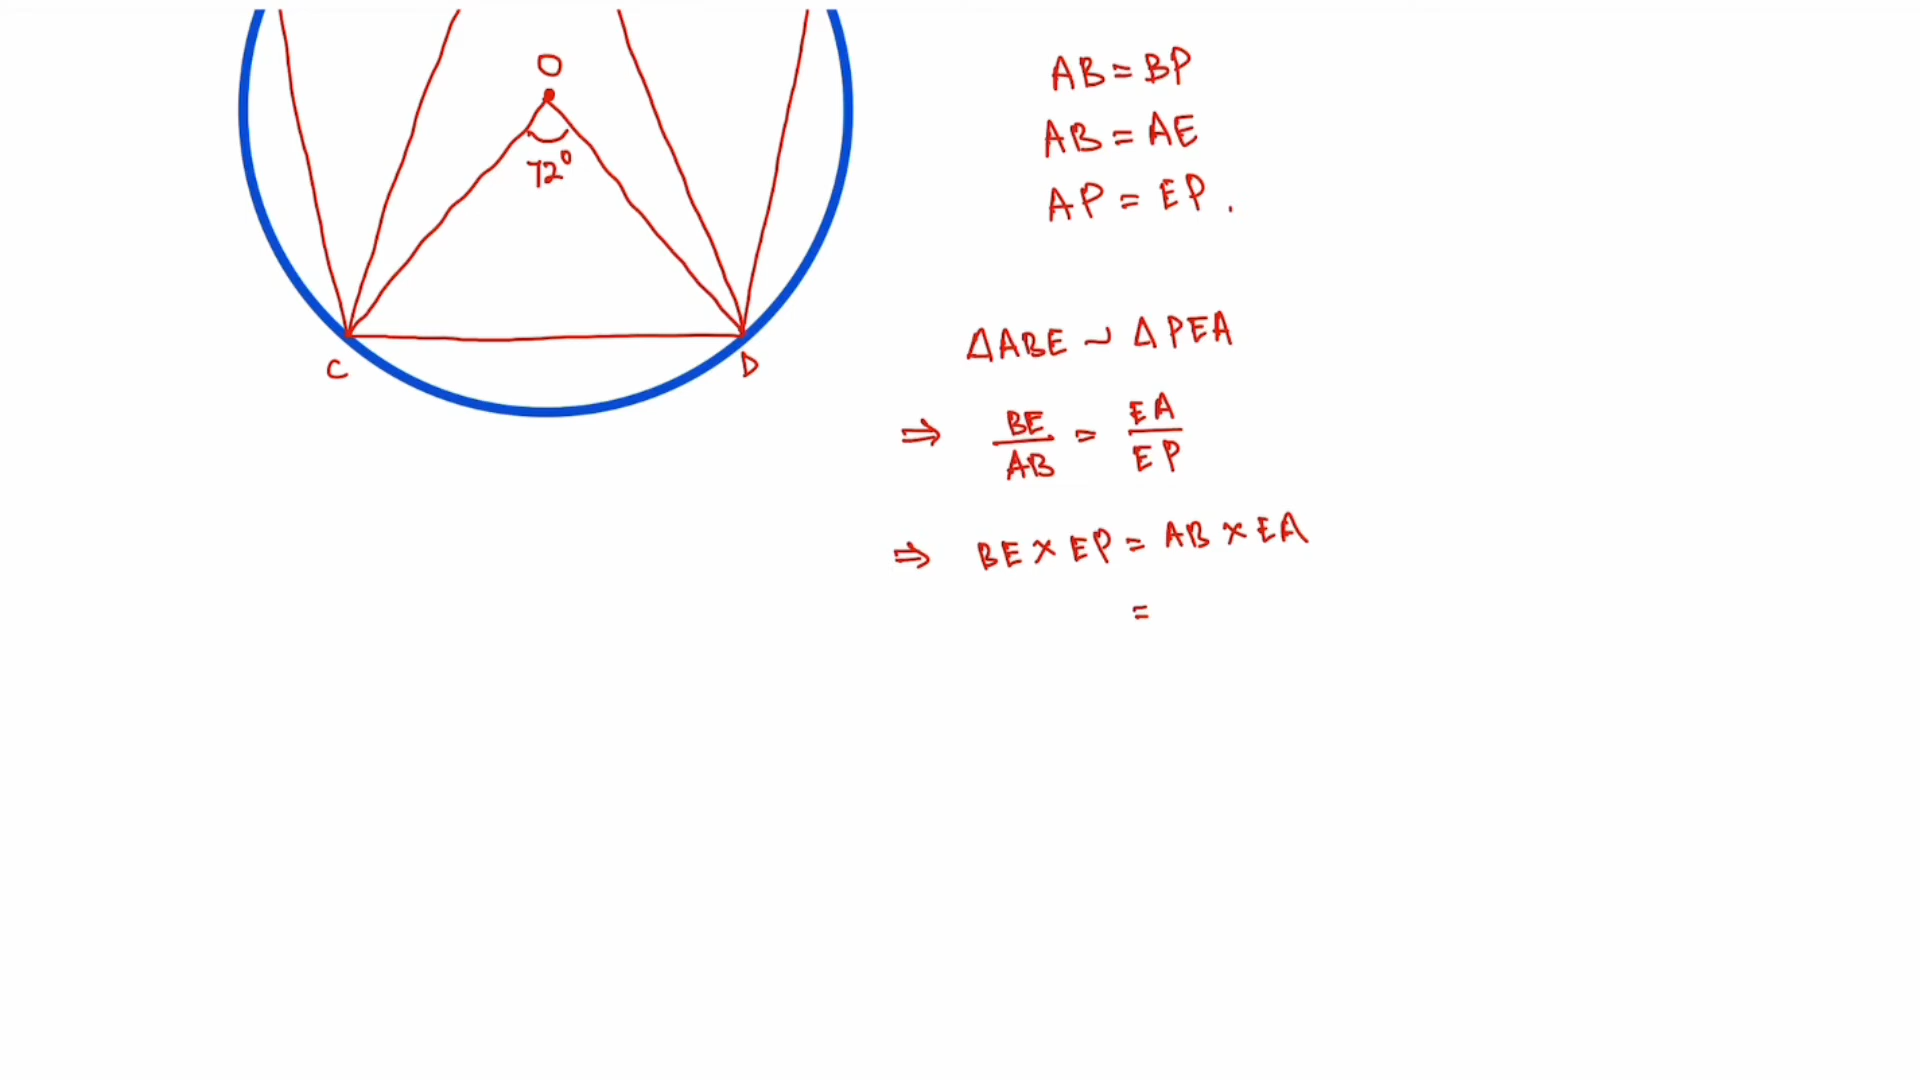 O
72°
C
D
AB = BP
AB = AE
AP = EP .
ΔABE ~ ΔPEA
⇒ BE/AB = EA/EP
⇒ BE × EP = AB × EA
=